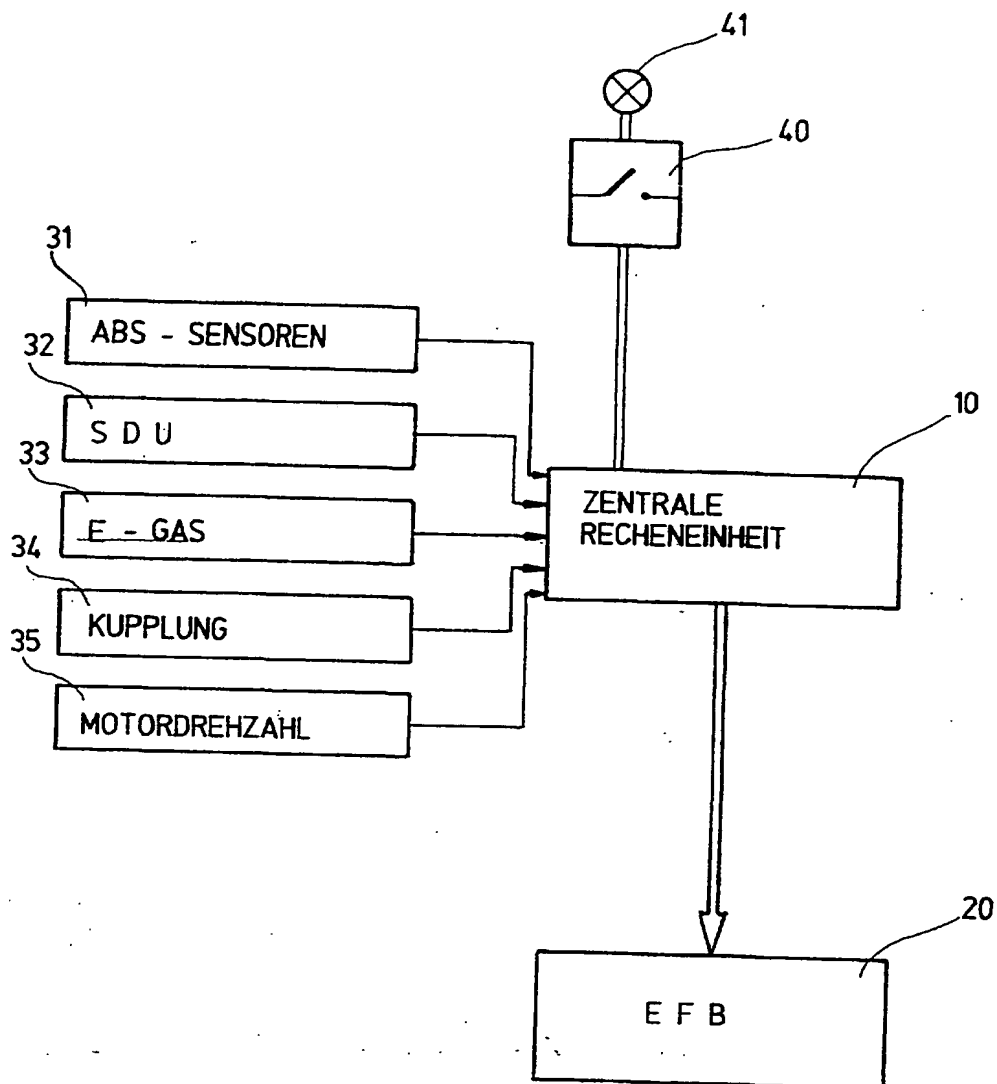 41
40
31
ABS - SENSOREN
32
S D U
33
E - GAS
34
KUPPLUNG
35
MOTORDREHZAHL
10
ZENTRALE
RECHENEINHEIT
20
E F B